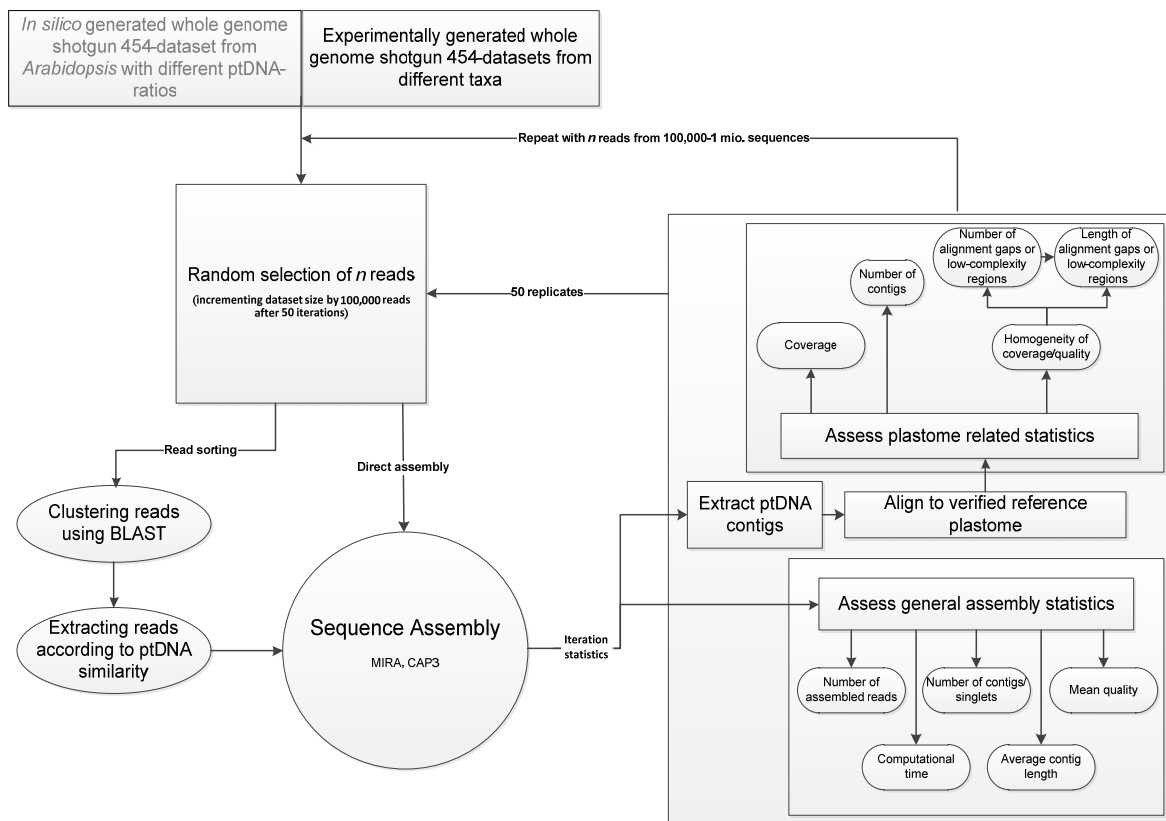 In silico generated whole genome
shotgun 454-dataset from
Arabidopsis with different ptDNA-
ratios
Experimentally generated whole
genome shotgun 454-datasets from
different taxa
Repeat with n reads from 100,000-1 mio. sequences
Random selection of n reads
(incrementing dataset size by 100,000 reads
after 50 iterations)
50 replicates
Number of
alignment gaps or
low-complexity
regions
Length of
alignment gaps or
low-complexity
regions
Number of
contigs
Coverage
Homogeneity of
coverage/quality
Assess plastome related statistics
Read sorting
Direct assembly
Clustering reads
using BLAST
Extract ptDNA
contigs
Align to verified reference
plastome
Extracting reads
according to ptDNA
similarity
Sequence Assembly
MIRA, CAP3
Iteration
statistics
Assess general assembly statistics
Number of
assembled reads
Number of contigs/
singlets
Mean quality
Computational
time
Average contig
length